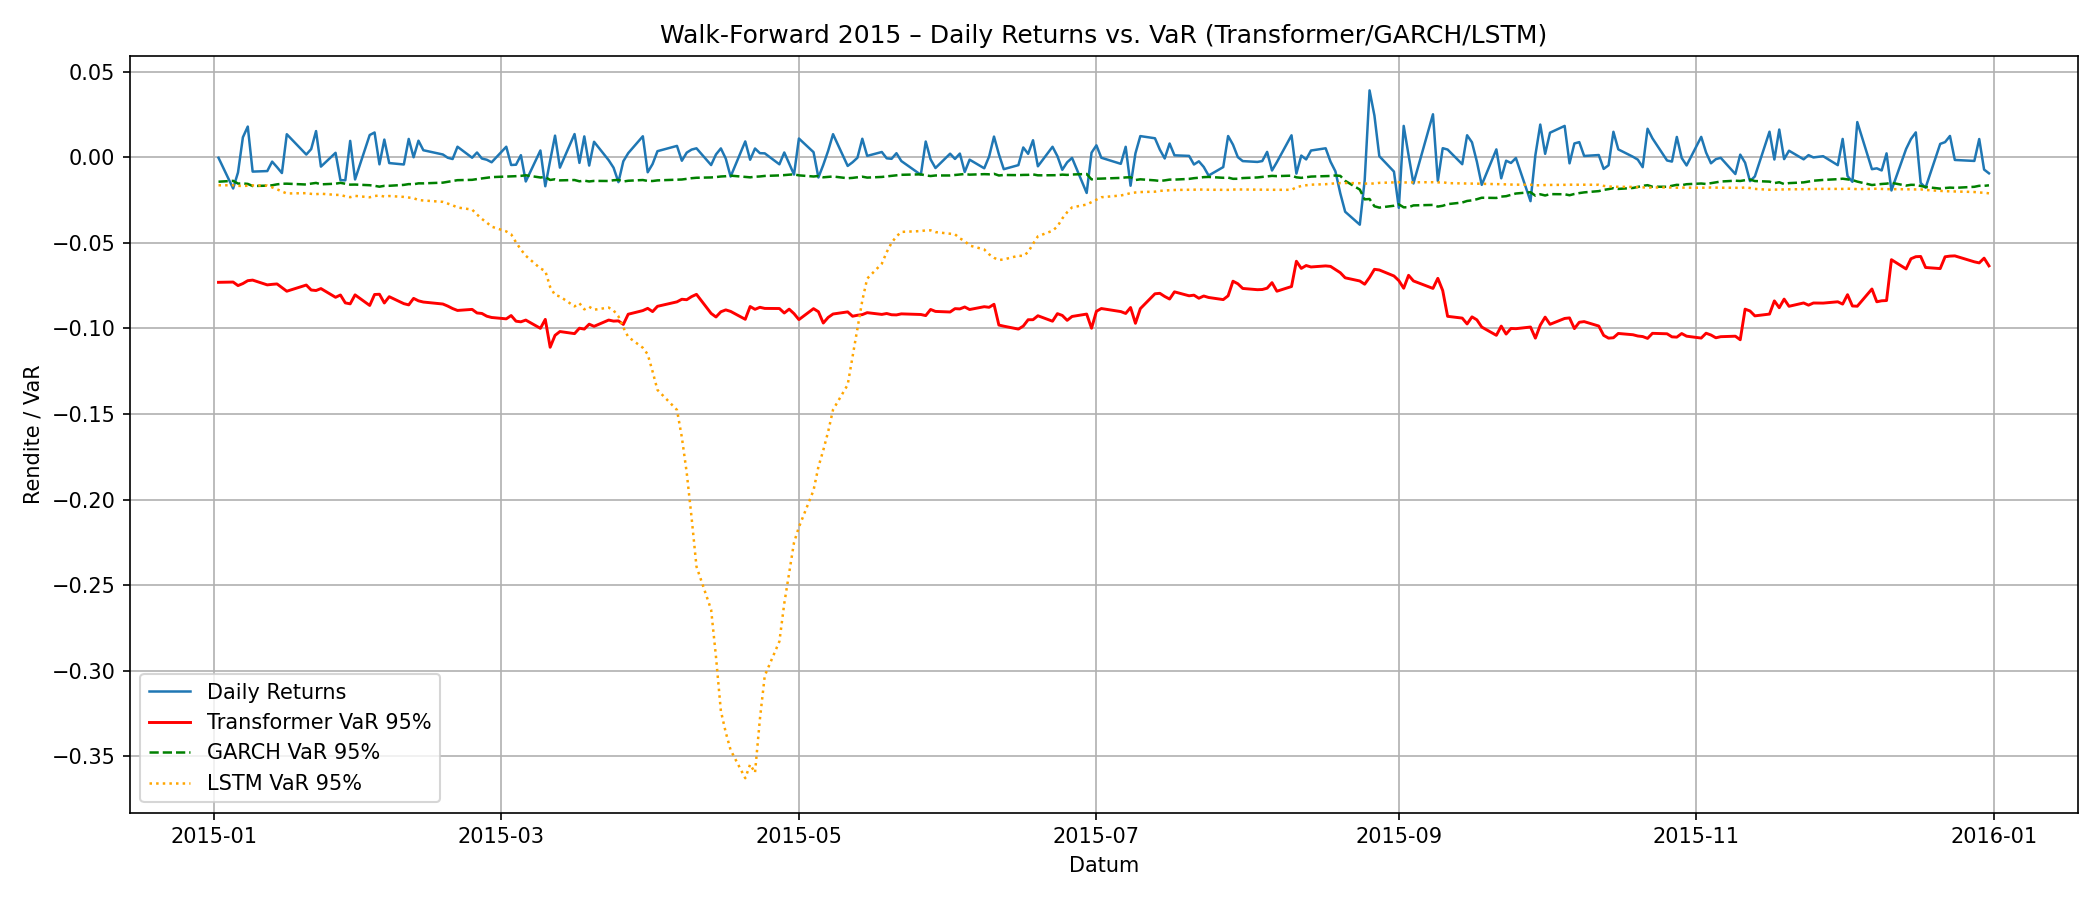 Walk-Forward 2015 – Daily Returns vs. VaR (Transformer/GARCH/LSTM)
0.05
0.00
−0.05
−0.10
−0.15
−0.20
−0.25
−0.30
−0.35
Rendite / VaR
Daily Returns
Transformer VaR 95%
GARCH VaR 95%
LSTM VaR 95%
2015-01
2015-03
2015-05
2015-07
2015-09
2015-11
2016-01
Datum